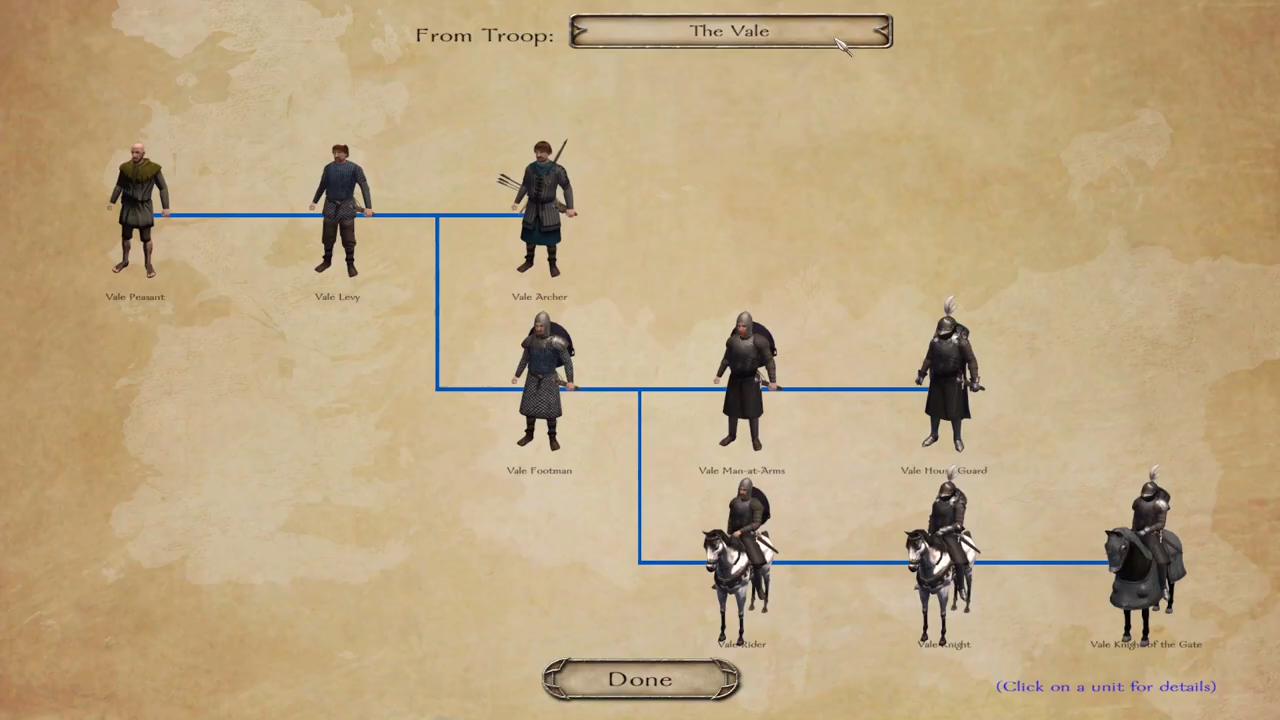 From Troop: The Vale
Vale Peasant
Vale Levy
Vale Archer
Vale Footman
Vale Man-at-Arms
Vale House Guard
Vale Rider
Vale Knight
Vale Knight of the Gate
Done
(Click on a unit for details)